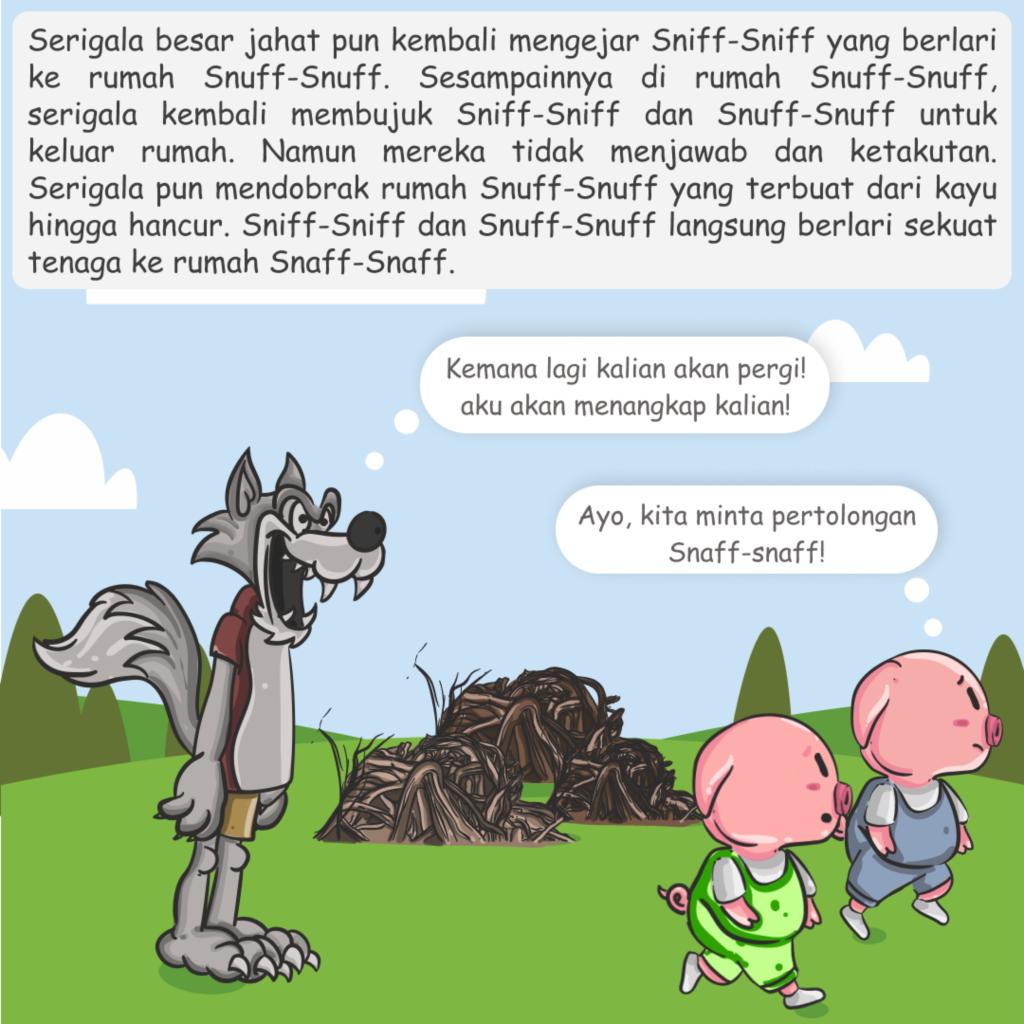 Serigala besar jahat pun kembali mengejar Sniff-Sniff yang berlari
ke rumah Snuff-Snuff. Sesampainnya di rumah Snuff-Snuff,
serigala kembali membujuk Sniff-Sniff dan Snuff-Snuff untuk
keluar rumah. Namun mereka tidak menjawab dan ketakutan.
Serigala pun mendobrak rumah Snuff-Snuff yang terbuat dari kayu
hingga hancur. Sniff-Sniff dan Snuff-Snuff langsung berlari sekuat
tenaga ke rumah Snaff-Snaff.
Kemana lagi kalian akan pergi!
aku akan menangkap kalian!
Ayo, kita minta pertolongan
Snaff-snaff!